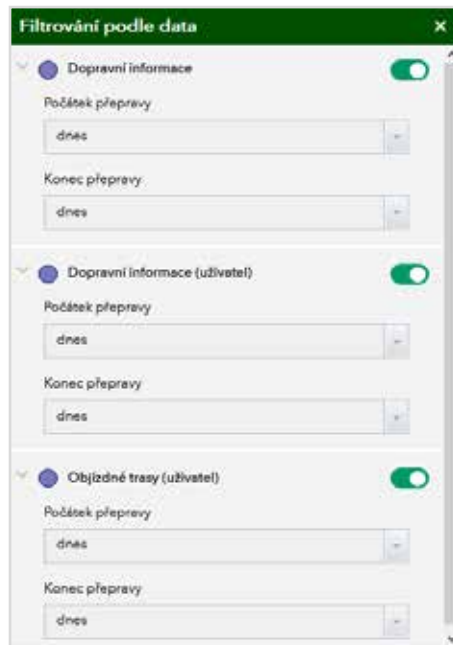 Filtrování podle data
Dopravní informace
Počátek přepravy
dnes
Konec přepravy
dnes
Dopravní informace (uživatel)
Počátek přepravy
dnes
Konec přepravy
dnes
Objízdné trasy (uživatel)
Počátek přepravy
dnes
Konec přepravy
dnes